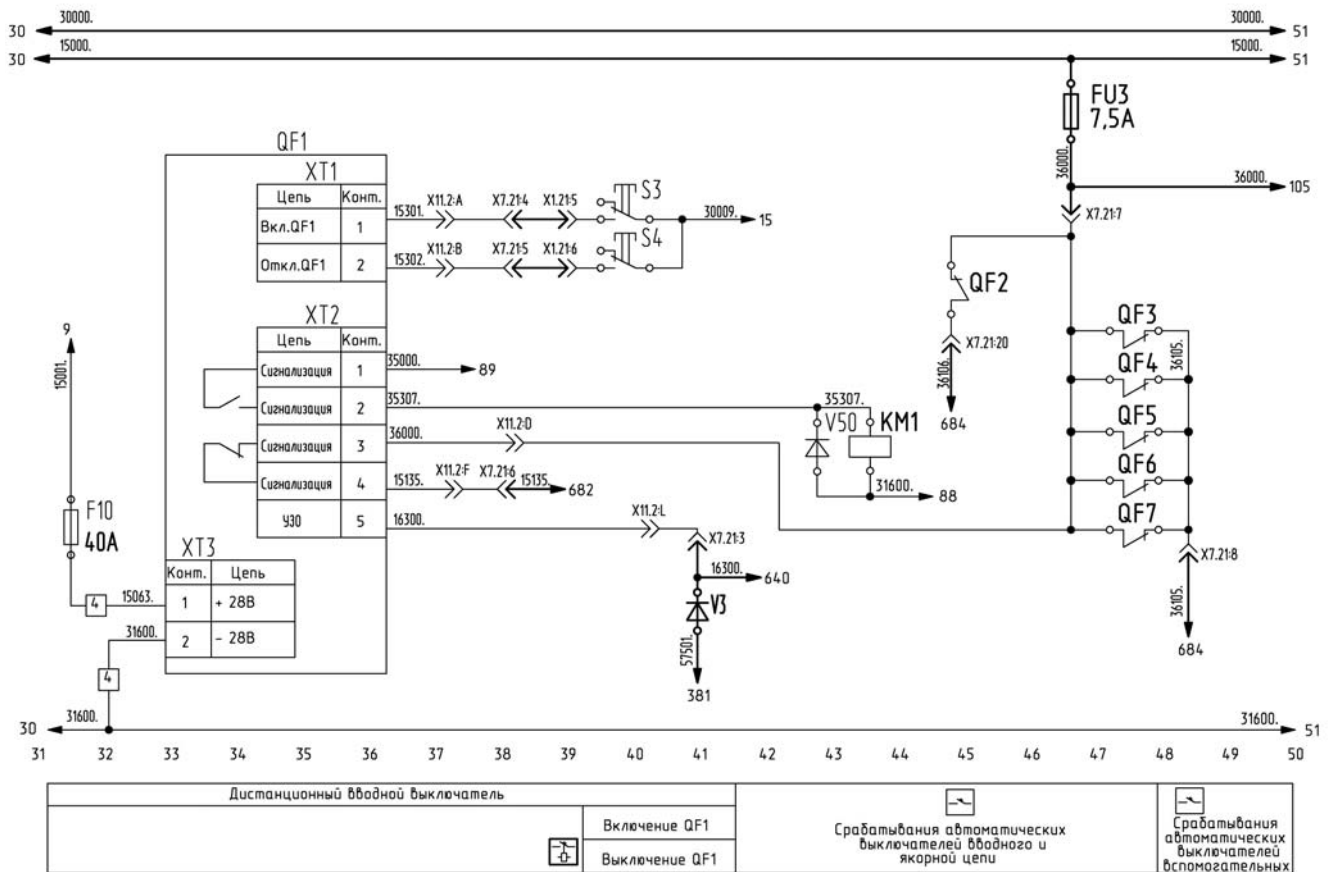 30 30000. 30000. 51
30 15000. 15000. 51
FU3
7,5А
36000.
36000. 105
X7.21:7
QF1
XT1
Цепь Конт.
Вкл.QF1 1
Откл.QF1 2
15301. X11.2:A X7.21:4 X1.21:5 S3
30009. 15
15302. X11.2:B X7.21:5 X1.21:6 S4
QF2
X7.21:20
36106.
684
QF3
36105.
QF4
QF5
QF6
QF7
X7.21:8
36105.
684
XT2
Цепь Конт.
Сигнализация 1 35000. 89
Сигнализация 2 35307. 35307.
Сигнализация 3 36000. X11.2:D
Сигнализация 4 15135. X11.2:F X7.21:6 15135. 682
УЗО 5 16300. X11.2:L
X7.21:3
16300. 640
V3
57501.
381
V50 KM1
31600. 88
9
15001.
F10
40А
XT3
Конт. Цепь
4 15063. 1 + 28В
31600. 2 - 28В
4
30 31600. 31600. 51
31 32 33 34 35 36 37 38 39 40 41 42 43 44 45 46 47 48 49 50
Дистанционный вводной выключатель
Включение QF1
Выключение QF1
Срабатывания автоматических
выключателей вводного и
якорной цепи
Срабатывания
автоматических
выключателей
вспомогательных